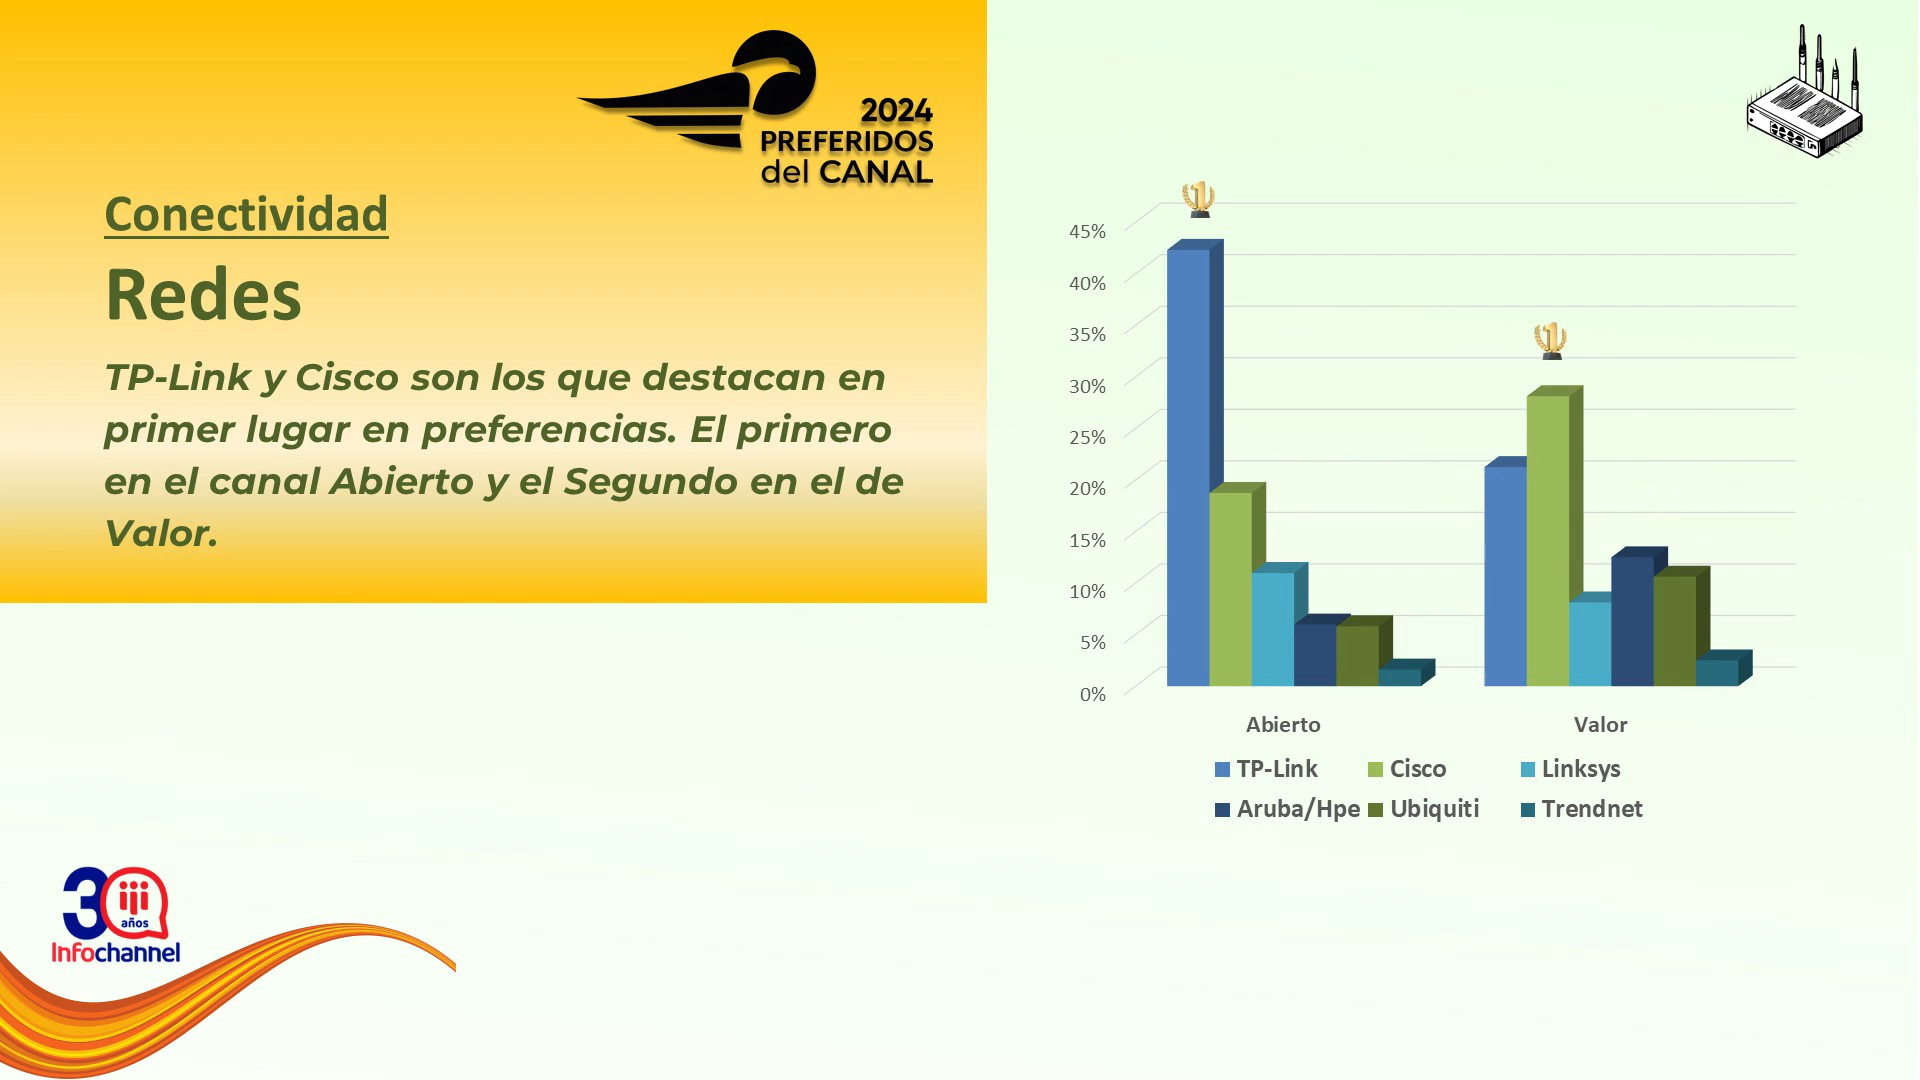 2024
PREFERIDOS
del CANAL
Conectividad
Redes
TP-Link y Cisco son los que destacan en
primer lugar en preferencias. El primero
en el canal Abierto y el Segundo en el de
Valor.
1
1
45%
40%
35%
30%
25%
20%
15%
10%
5%
0%
Abierto
Valor
TP-Link
Cisco
Linksys
Aruba/Hpe
Ubiquiti
Trendnet
30
años
Infochannel